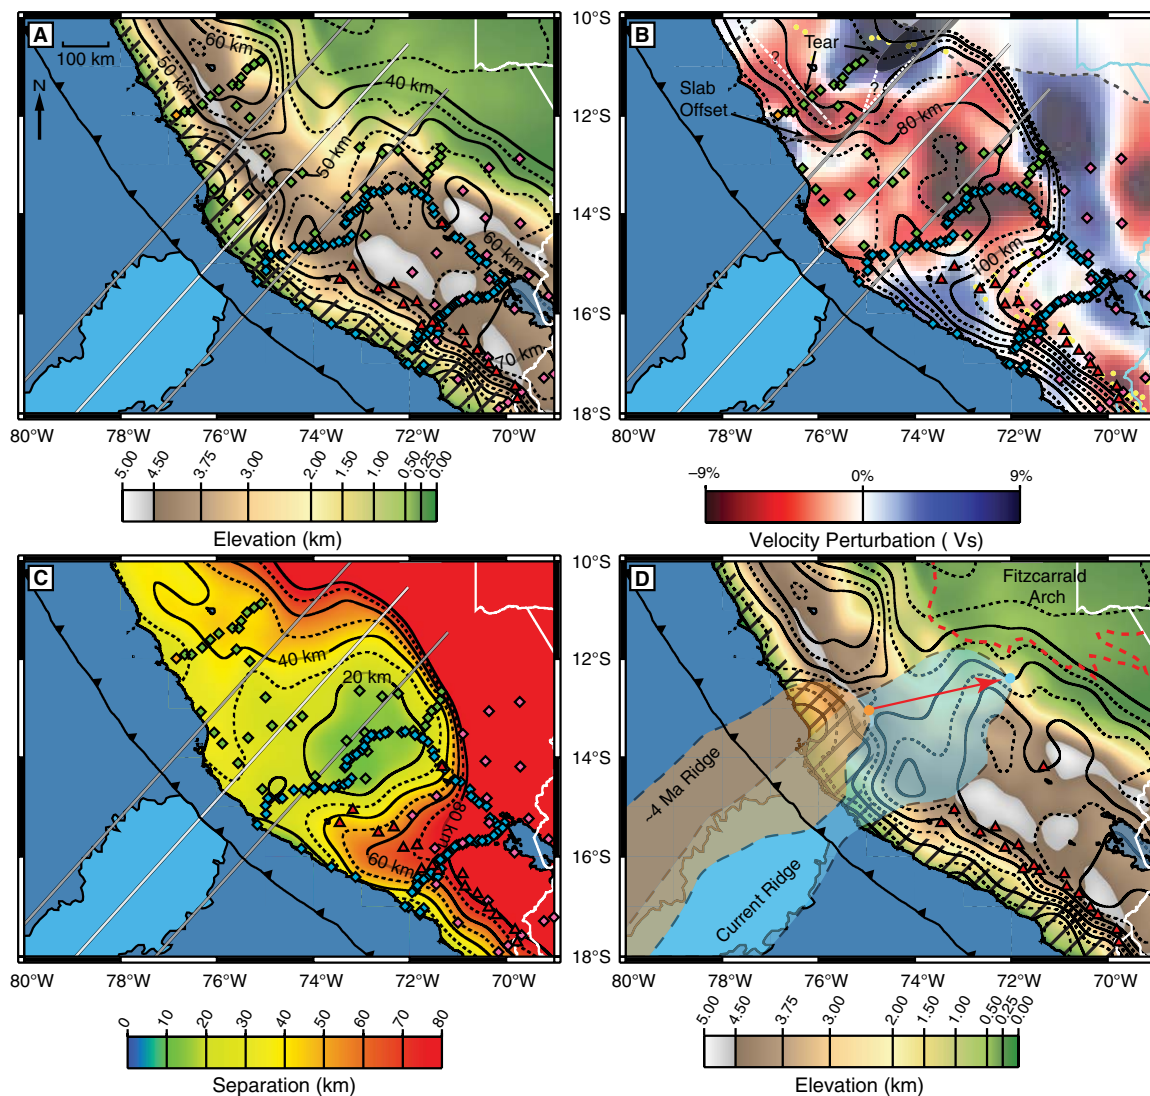 A
100 km
N
60 km
50 km
40 km
50 km
60 km
70 km
80°W
78°W
76°W
74°W
72°W
70°W
5.00
4.50
3.75
3.00
2.00
1.50
1.00
0.50
0.25
0.00
Elevation (km)
B
Tear
?
?
Slab
Offset
80 km
100 km
10°S
12°S
14°S
16°S
18°S
80°W
78°W
76°W
74°W
72°W
70°W
–9%
0%
9%
Velocity Perturbation ( Vs)
C
40 km
20 km
80 km
60 km
80°W
78°W
76°W
74°W
72°W
70°W
0
10
20
30
40
50
60
70
80
Separation (km)
D
Fitzcarrald
Arch
~4 Ma Ridge
Current Ridge
10°S
12°S
14°S
16°S
18°S
80°W
78°W
76°W
74°W
72°W
70°W
5.00
4.50
3.75
3.00
2.00
1.50
1.00
0.50
0.25
0.00
Elevation (km)